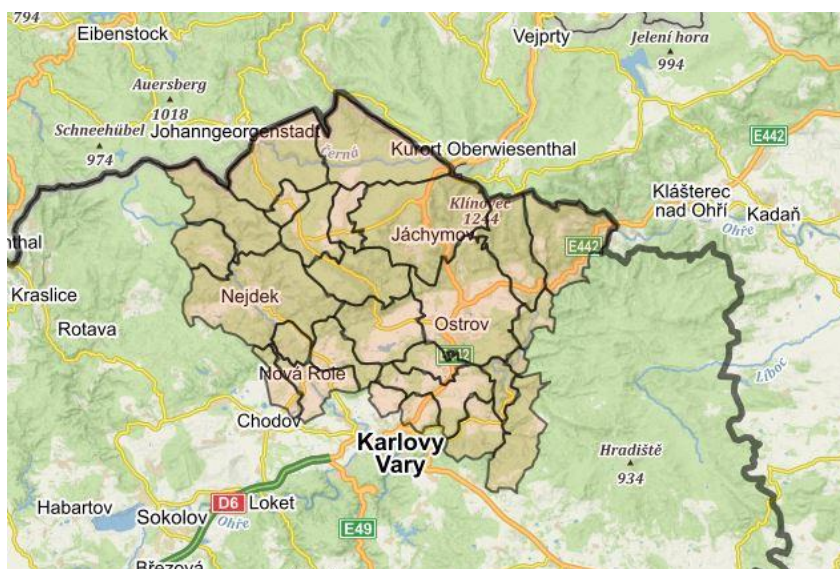 794
Eibenstock
Vejprty
Jelení hora
994
Auersberg
1018
Schneehübel
974
Johanngeorgenstadt
Černá
Kurort Oberwiesenthal
E442
Klášterec
nad Ohří
Kadaň
Ohře
Klínovec
1244
Jáchymov
E442
nthal
Kraslice
Nejdek
Rotava
Ostrov
Nová Role
Liboc
Chodov
Karlovy
Vary
Hradiště
934
Habartov
D6
Loket
Sokolov
Ohře
E49
Březová